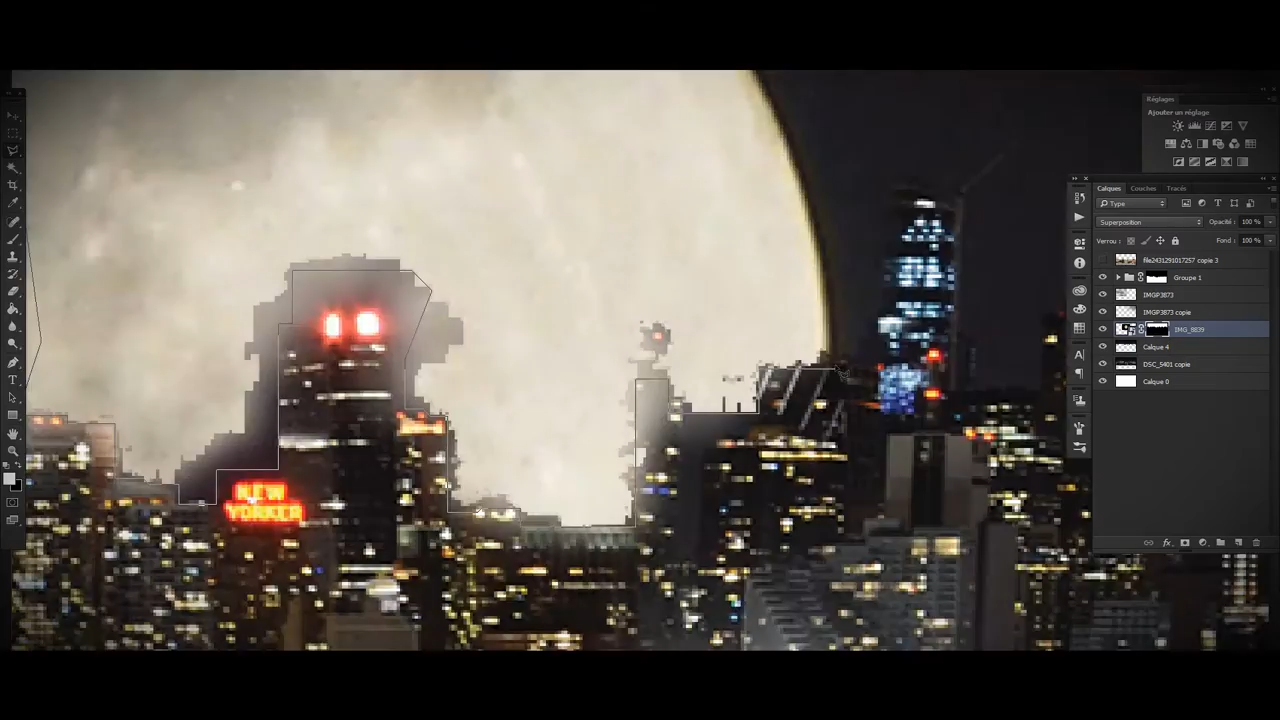 Réglages
Ajouter un réglage
Calques Couches Tracés
Type
Superposition Opacité : 100 %
Verrou : Fond : 100 %
file2431291017257 copie 3
Groupe 1
IMGP3873
IMGP3873 copie
IMG_8839
Calque 4
DSC_5401 copie
Calque 0
NEW
YORKER